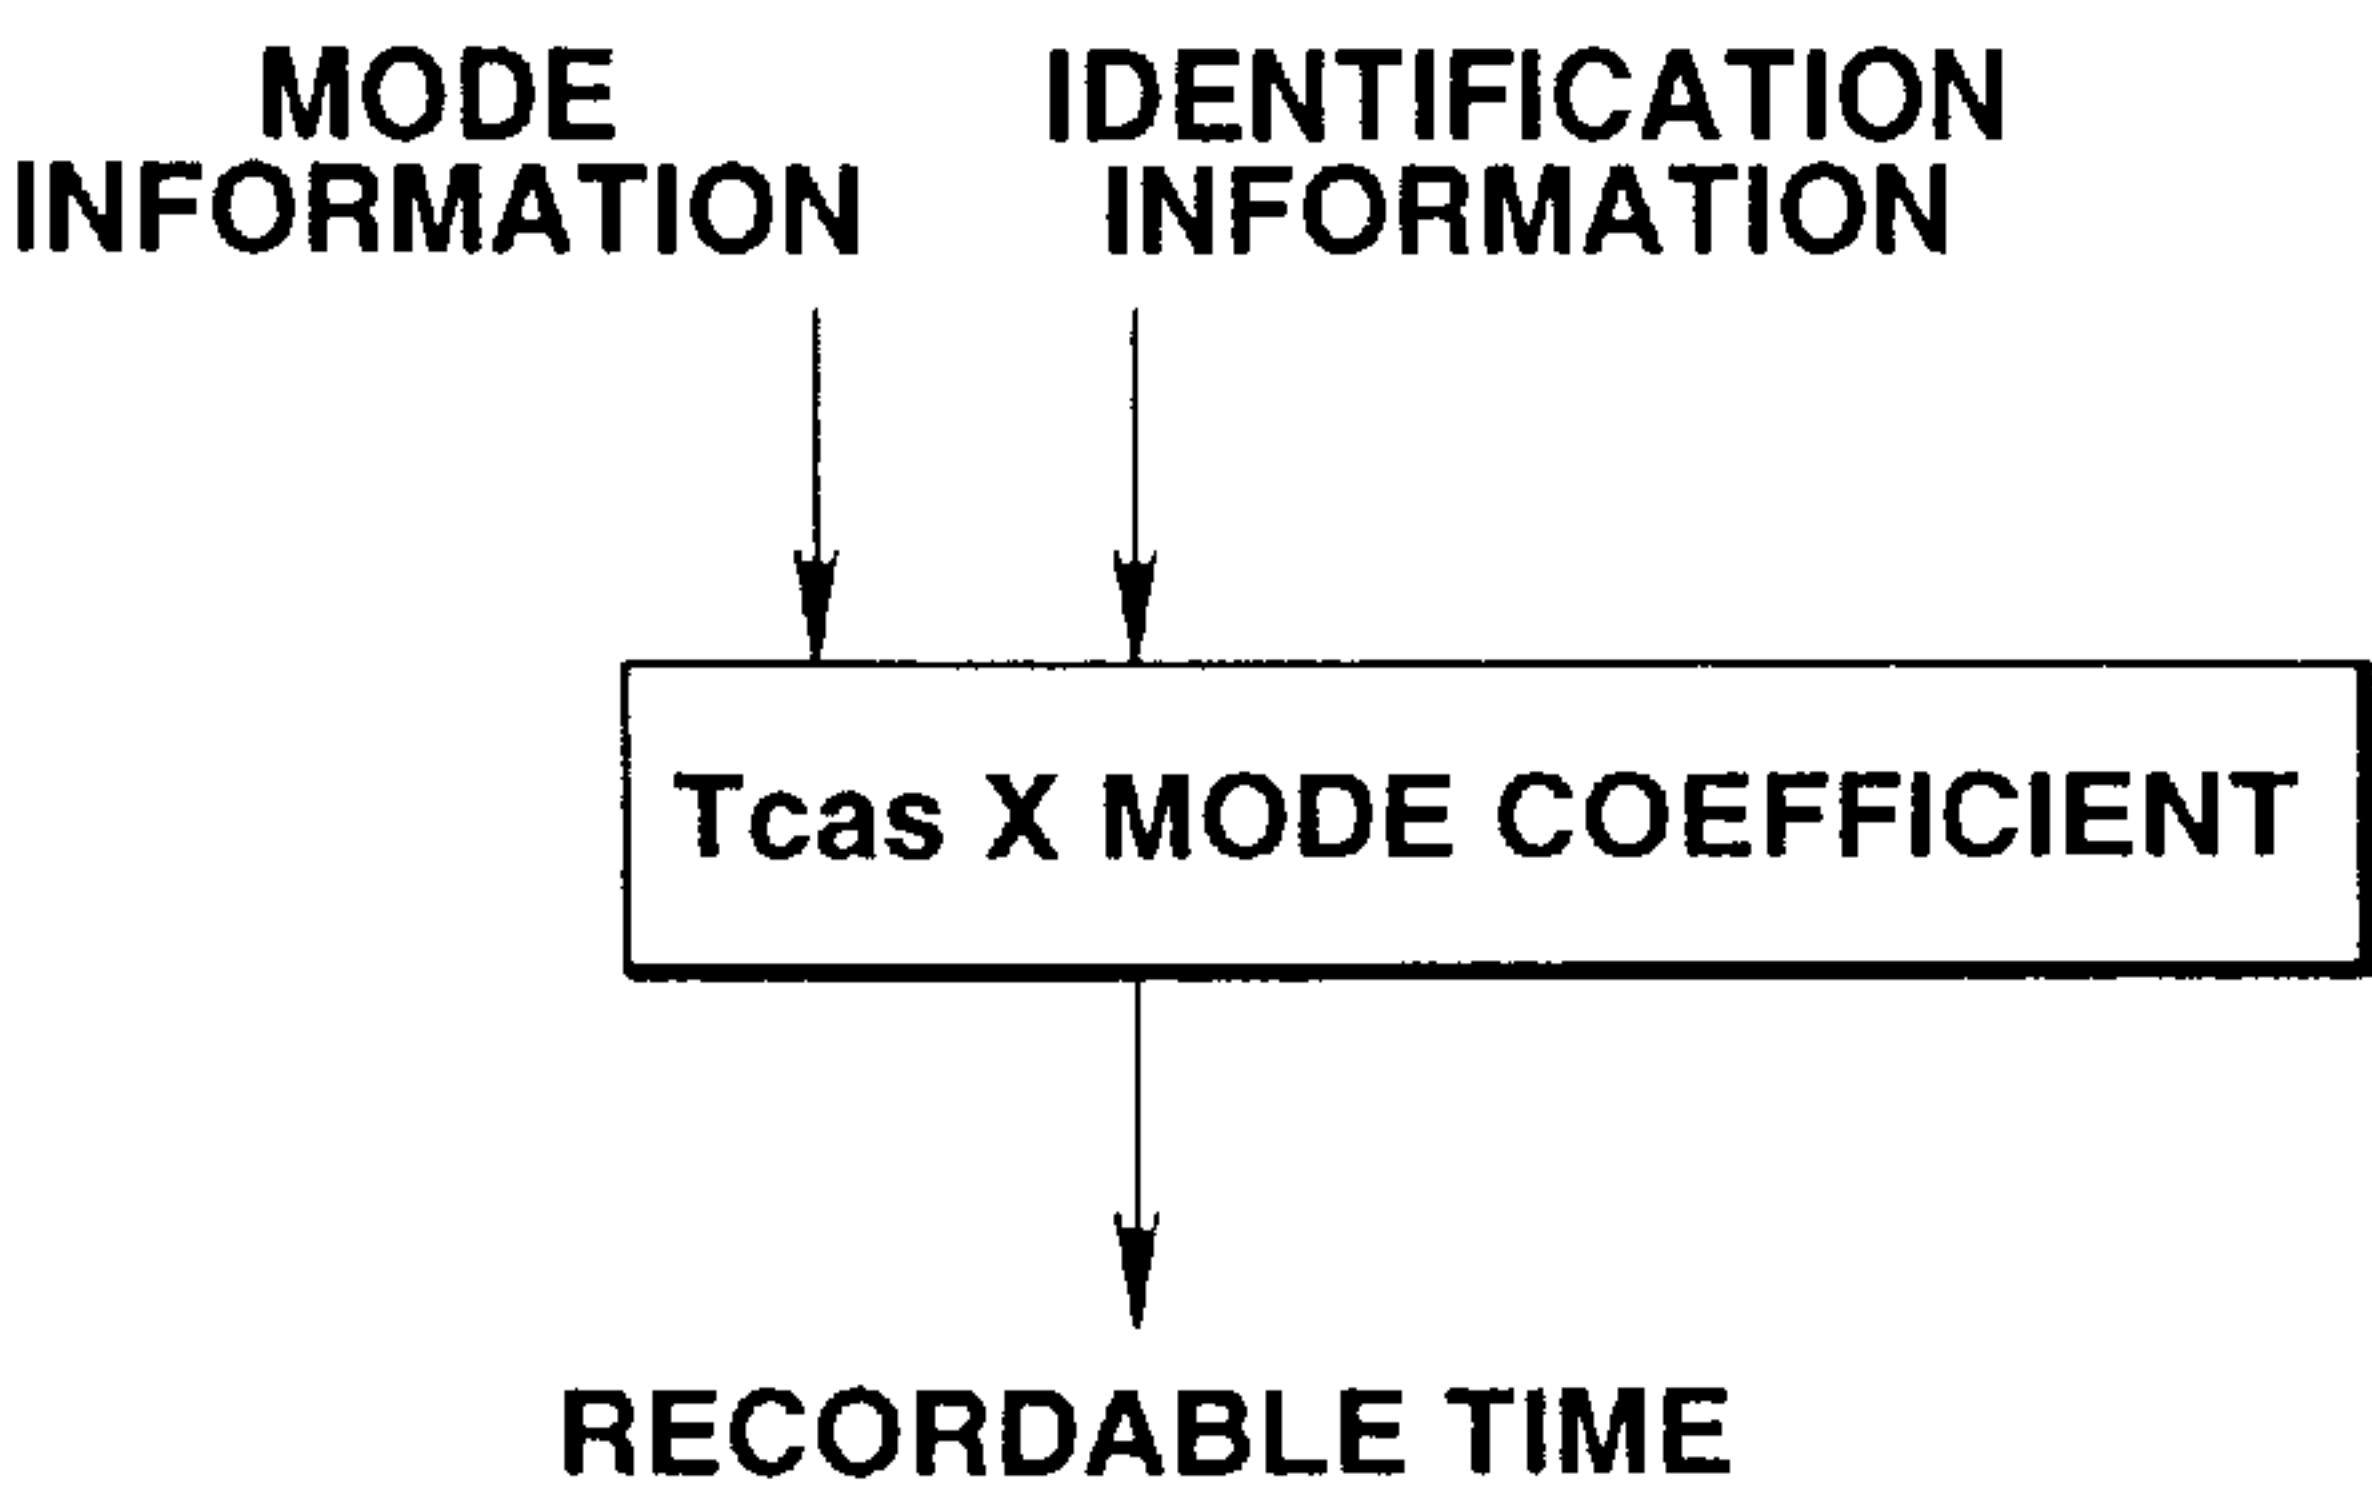 MODE
INFORMATION
IDENTIFICATION
INFORMATION
Tcas X MODE COEFFICIENT
RECORDABLE TIME